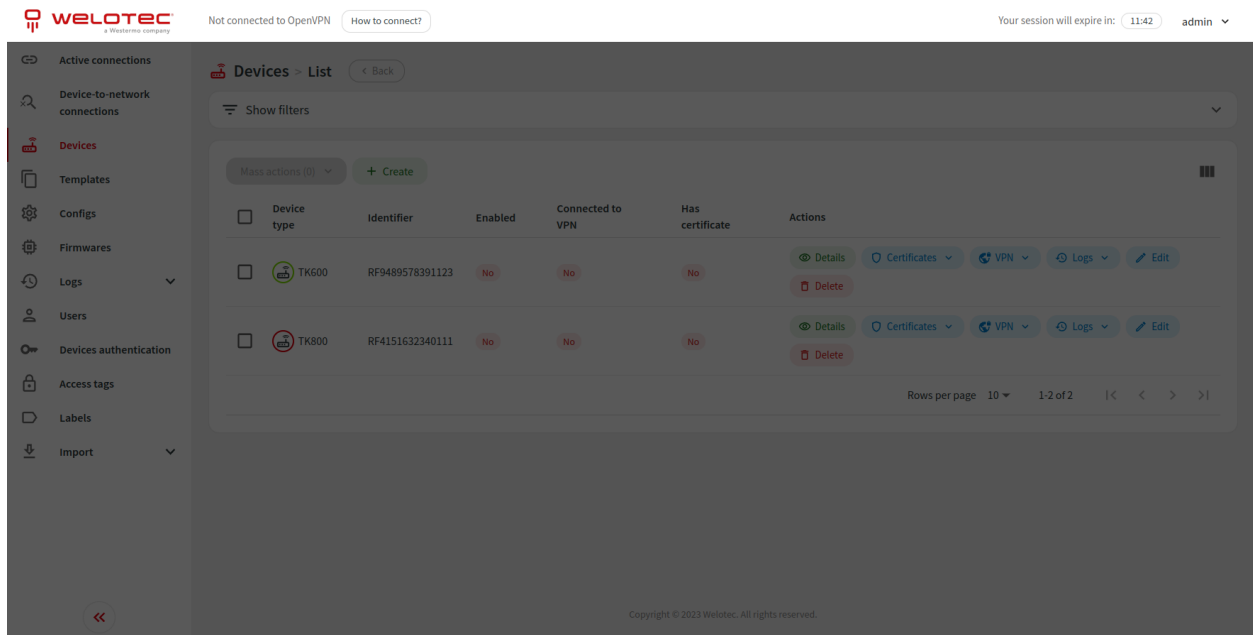 WELOTEC
a Westermo company
Not connected to OpenVPN
How to connect?
Your session will expire in: 11:42
admin
Active connections
Device-to-network
connections
Devices
Templates
Configs
Firmwares
Logs
Users
Devices authentication
Access tags
Labels
Import
Devices > List
Back
Show filters
Mass actions (0)
+ Create
Device
type
Identifier
Enabled
Connected to
VPN
Has
certificate
Actions
TK600 RF9489578391123 No No No Details Certificates VPN Logs Edit
Delete
TK800 RF4151632340111 No No No Details Certificates VPN Logs Edit
Delete
Rows per page 10 1-2 of 2
Copyright © 2023 Welotec. All rights reserved.